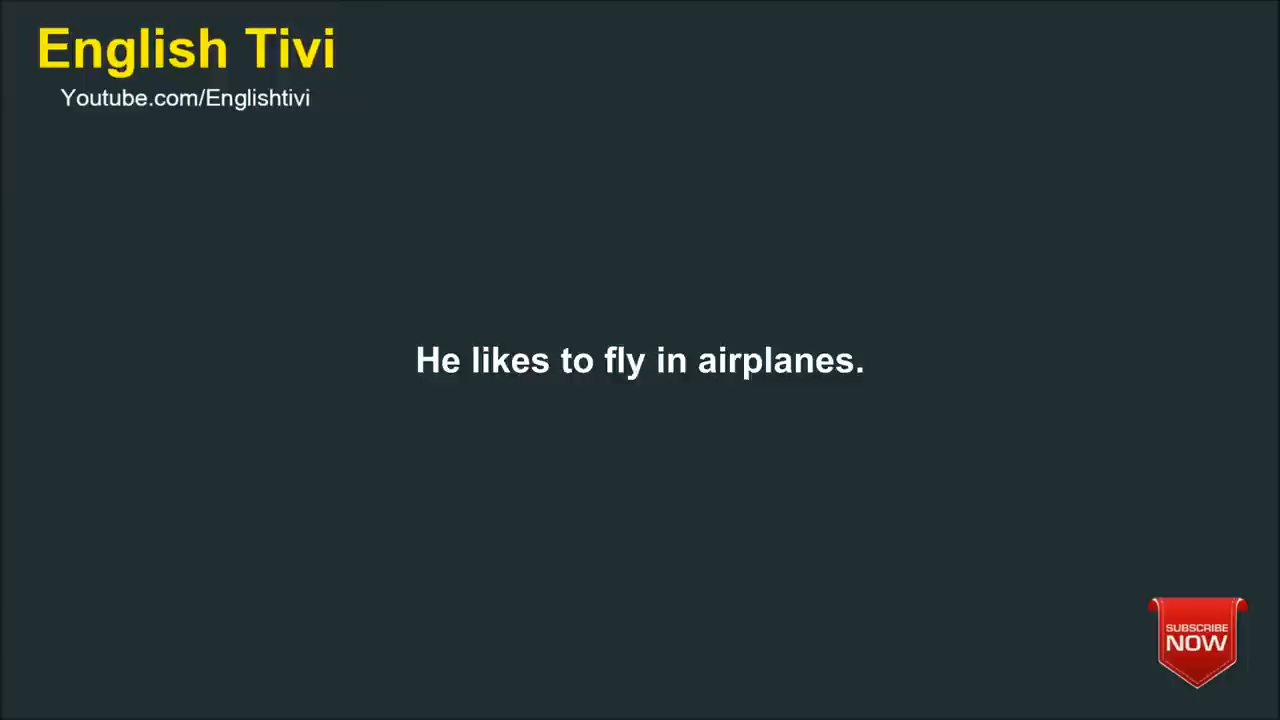 English Tivi
Youtube.com/Englishtivi
He likes to fly in airplanes.
SUBSCRIBE
NOW